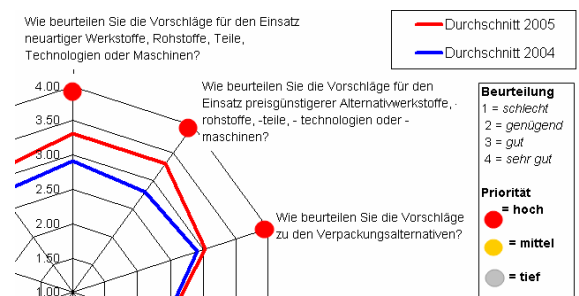 Wie beurteilen Sie die Vorschläge für den Einsatz
neuartiger Werkstoffe, Rohstoffe, Teile,
Technologien oder Maschinen?
Durchschnitt 2005
Durchschnitt 2004
4.00
3.50
3.00
2.50
2.00
1.00
Wie beurteilen Sie die Vorschläge für den
Einsatz preisgünstigerer Alternativwerkstoffe, -
rohstoffe, -teile, - technologien oder -
maschinen?
Wie beurteilen Sie die Vorschläge
zu den Verpackungsalternativen?
Beurteilung
1 = schlecht
2 = genügend
3 = gut
4 = sehr gut
Priorität
= hoch
= mittel
= tief